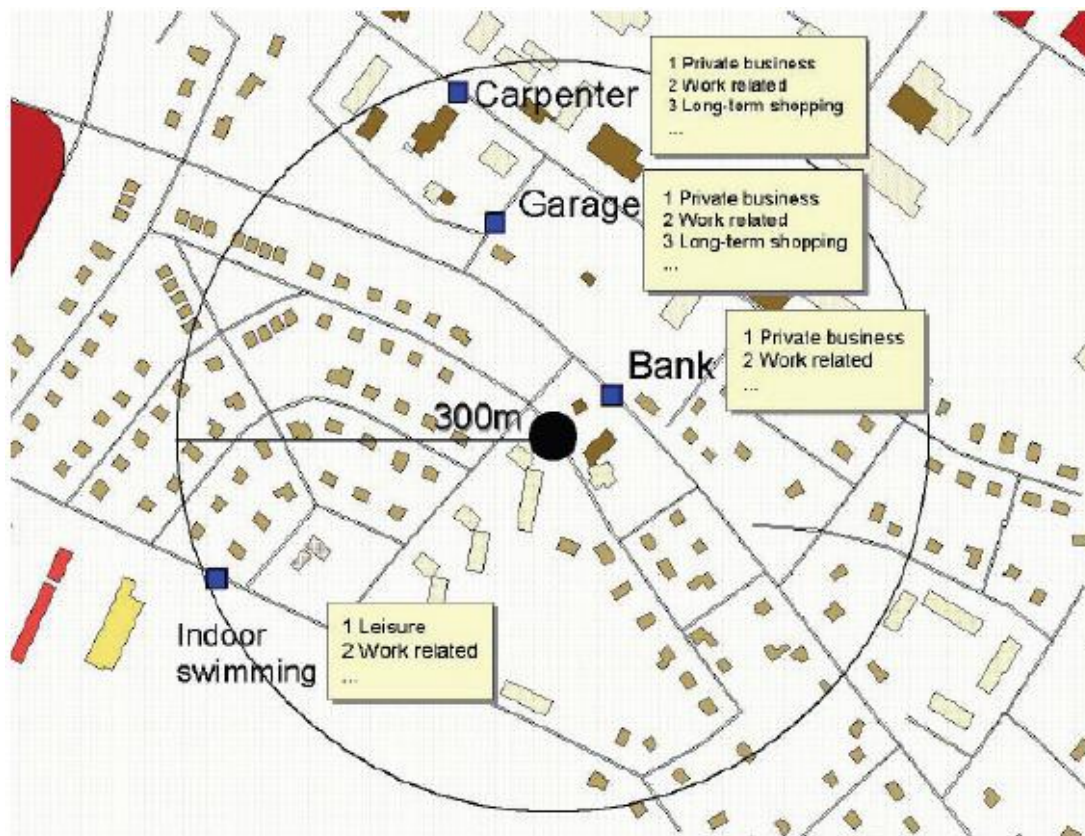 Carpenter
1 Private business
2 Work related
3 Long-term shopping
...
Garage
1 Private business
2 Work related
3 Long-term shopping
...
Bank
1 Private business
2 Work related
...
300m
Indoor
swimming
1 Leisure
2 Work related
...